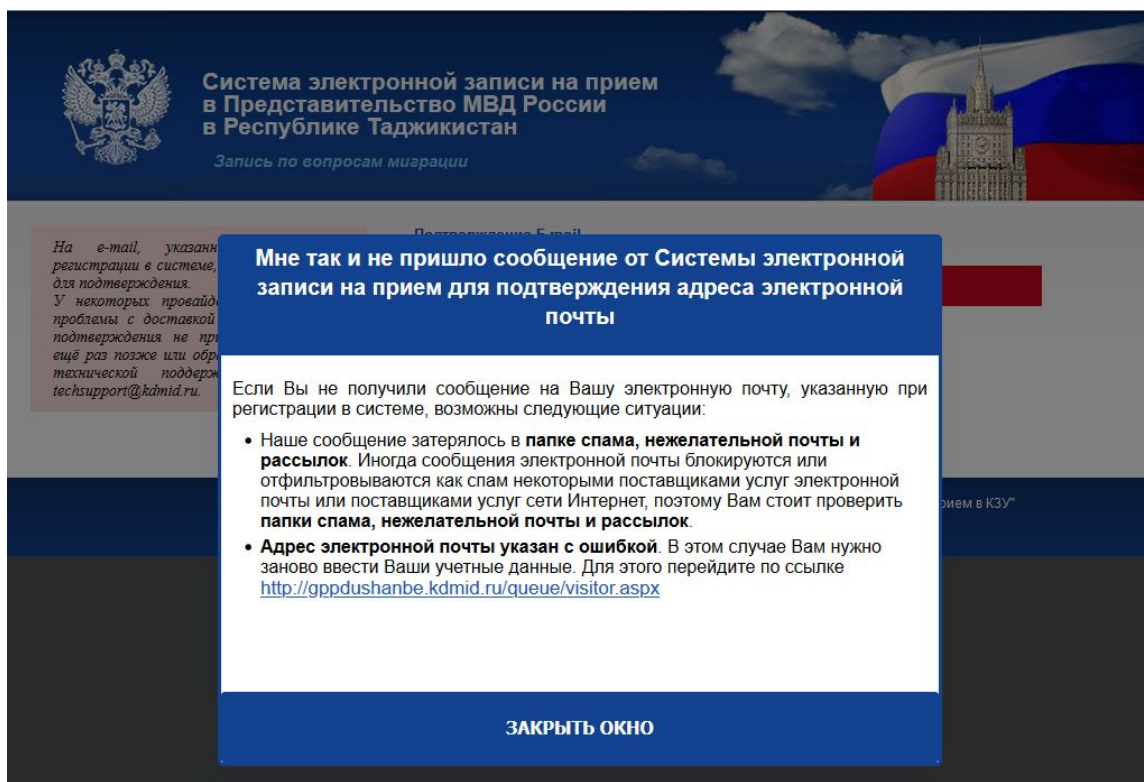 Система электронной записи на прием
в Представительство МВД России
в Республике Таджикистан
Запись по вопросам миграции
На e-mail,
регистрации в системе,
для подтверждения.
У некоторых
проблемы с доставкой
подтверждения не
ещё раз позже или
технической
techsupport@kdmid.ru.
Подтверждение E-mail
Мне так и не пришло сообщение от Системы электронной
записи на прием для подтверждения адреса электронной
почты
Если Вы не получили сообщение на Вашу электронную почту, указанную при
регистрации в системе, возможны следующие ситуации:
• Наше сообщение затерялось в папке спама, нежелательной почты и
рассылок. Иногда сообщения электронной почты блокируются или
отфильтровываются как спам некоторыми поставщиками услуг электронной
почты или поставщиками услуг сети Интернет, поэтому Вам стоит проверить
папки спама, нежелательной почты и рассылок.
• Адрес электронной почты указан с ошибкой. В этом случае Вам нужно
заново ввести Ваши учетные данные. Для этого перейдите по ссылке
http://gppdushanbe.kdmid.ru/queue/visitor.aspx
в КЗУ"
ЗАКРЫТЬ ОКНО